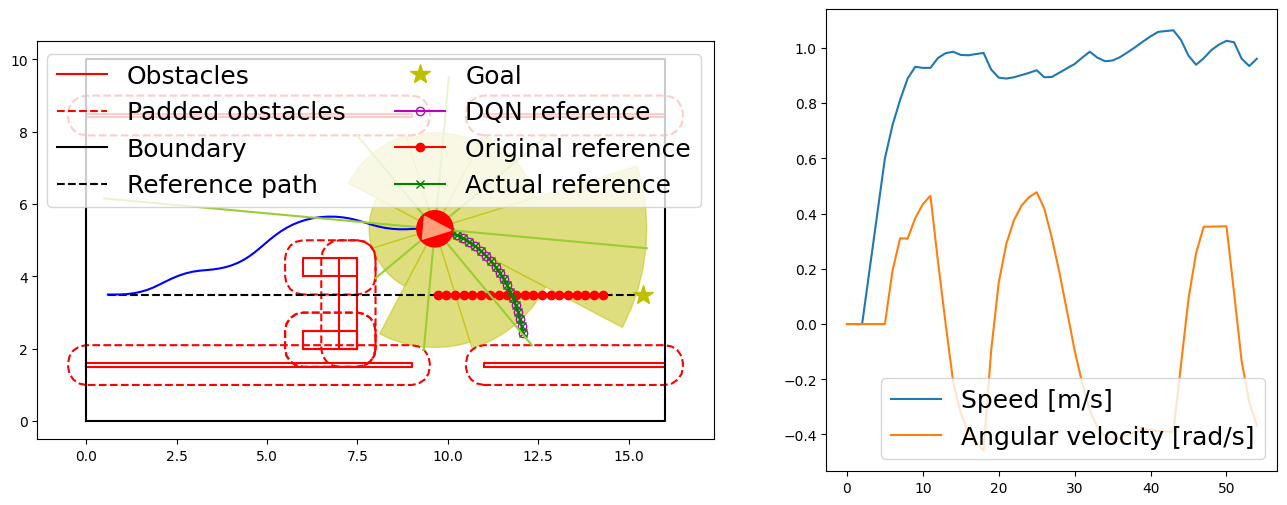 10
8
6
4
2
0
0.0 2.5 5.0 7.5 10.0 12.5 15.0
Obstacles
Padded obstacles
Boundary
Reference path
Goal
DQN reference
Original reference
Actual reference
1.0
0.8
0.6
0.4
0.2
0.0
−0.2
−0.4
0 10 20 30 40 50
Speed [m/s]
Angular velocity [rad/s]